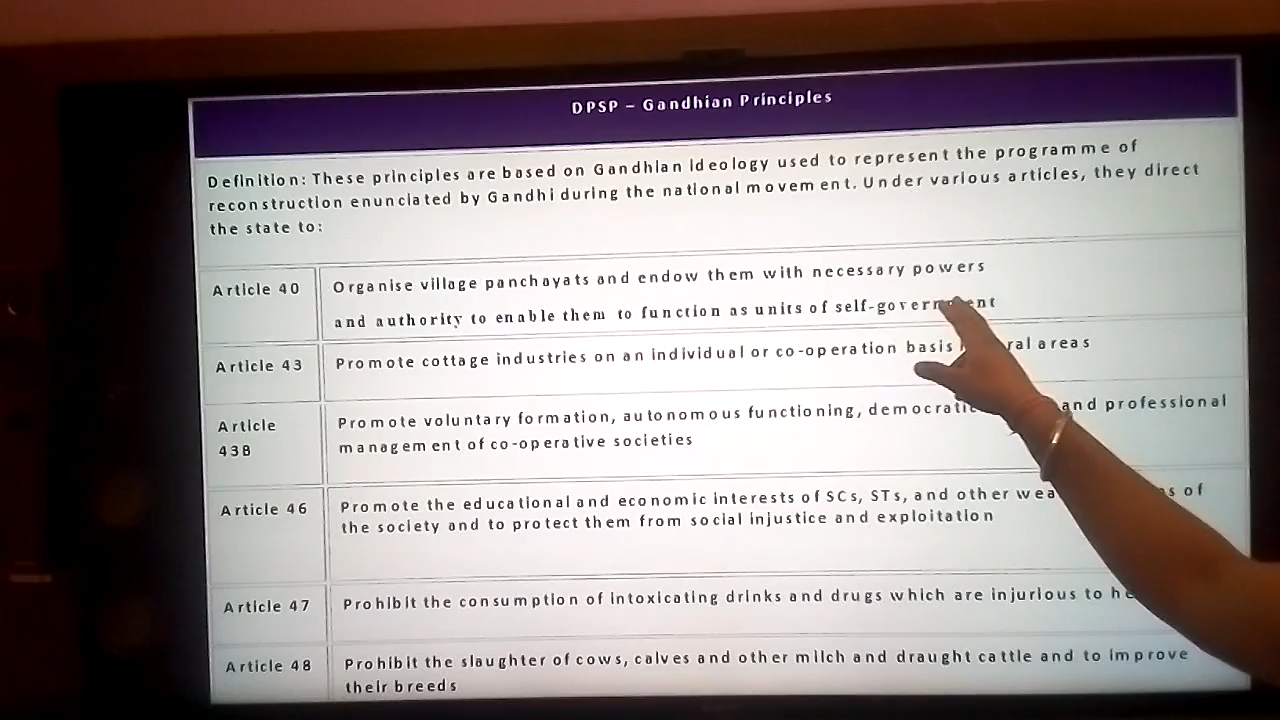 DPSP – Gandhian Principles
Definition: These principles are based on Gandhian ideology used to represent the programme of
reconstruction enunciated by Gandhi during the national movement. Under various articles, they direct
the state to:
Article 40
Organise village panchayats and endow them with necessary powers
and authority to enable them to function as units of self-government
Article 43
Promote cottage industries on an individual or co-operation basis areas
Article
43B
Promote voluntary formation, autonomous functioning, democratic and professional
management of co-operative societies
Article 46
Promote the educational and economic interests of SCs, STs, and other of
the society and to protect them from social injustice and exploitation
Article 47
Prohibit the consumption of intoxicating drinks and drugs which are injurious to
Article 48
Prohibit the slaughter of cows, calves and other milch and draught cattle and to improve
their breeds